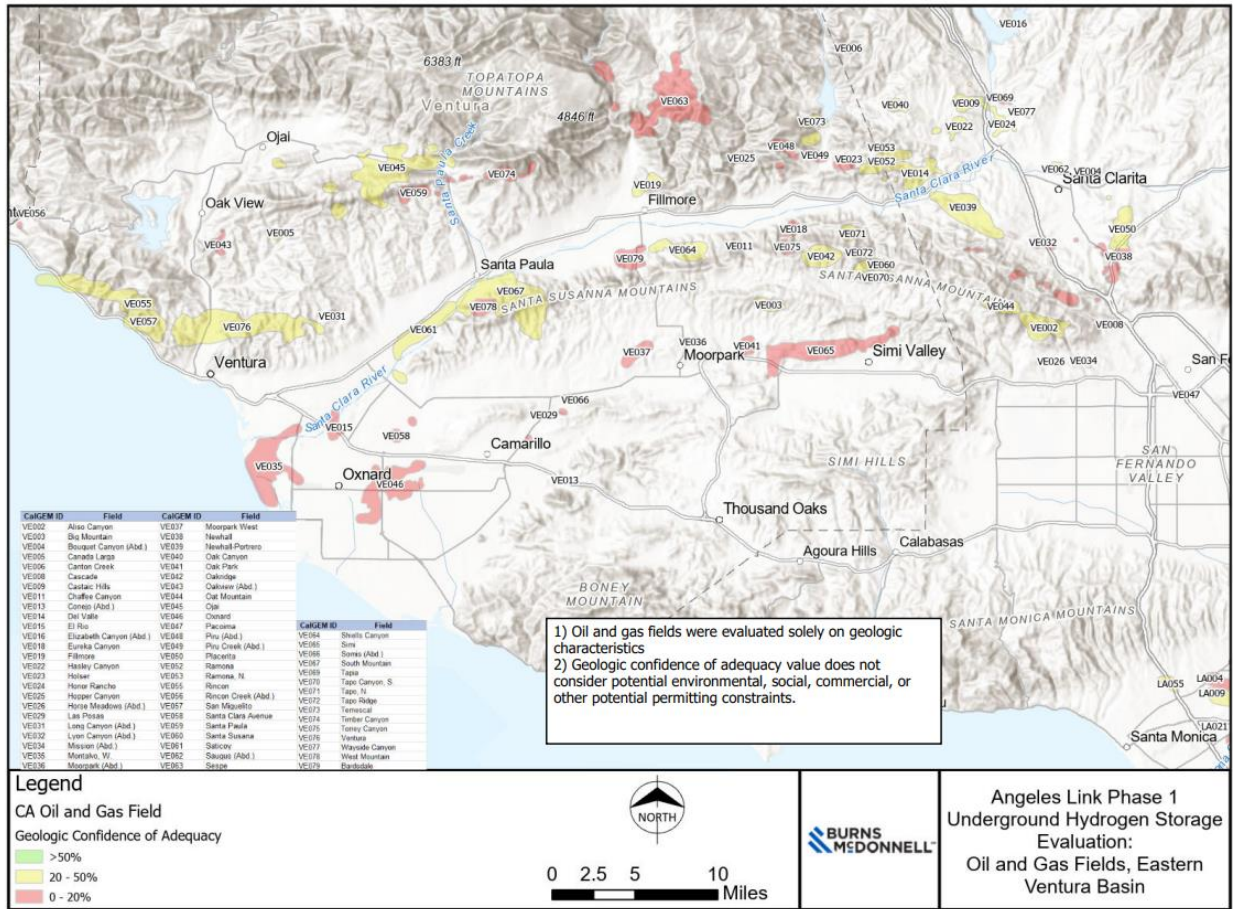 VE016
6383 ft
TOPATOPA
MOUNTAINS
VE006
Ventura
VE063
VE069
VE040
VE009
VE077
4846 ft
VE022
VE024
VE073
Ojai
Santa Paula Creek
VE048
VE053
VE025
VE049
VE023
VE052
VE045
VE074
VE014
VE062
VE004
Santa Clara River
Santa Clarita
VE059
VE019
Fillmore
VE039
Oak View
VE056
VE005
VE018
VE071
VE050
VE043
VE011
VE075
VE072
VE032
VE064
VE042
VE038
VE079
VE060
Santa Paula
SANTA SUSANNA MOUNTAINS
VE070
VE067
SANTA SUSANNA MOUNTAINS
VE055
VE078
VE003
VE044
VE057
VE031
VE076
VE061
VE002
VE008
VE036
VE041
VE037
Moorpark
VE065
Simi Valley
VE026
VE034
San F
Ventura
Santa Clara River
VE047
VE066
VE029
VE015
VE058
Camarillo
SAN
FERNANDO
VALLEY
SIMI HILLS
VE035
Oxnard
VE046
VE013
Thousand Oaks
Agoura Hills
Calabasas
BONEY
MOUNTAIN
SANTA MONICA MOUNTAINS
LA055
LA004
LA009
LA021
Santa Monica
CalGEM ID Field CalGEM ID Field
VE002 Aliso Canyon VE037 Moorpark West
VE003 Big Mountain VE038 Newhall
VE004 Bouquet Canyon (Abd.) VE039 Newhall-Portrero
VE005 Canada Larga VE040 Oak Canyon
VE006 Canton Creek VE041 Oak Park
VE008 Cascade VE042 Oakridge
VE009 Castaic Hills VE043 Oakview (Abd.)
VE011 Chaffee Canyon VE044 Oat Mountain
VE013 Conejo (Abd.) VE045 Ojai
VE014 Del Valle VE046 Oxnard
VE015 El Rio VE047 Pacoima
VE016 Elizabeth Canyon (Abd.) VE048 Piru (Abd.)
VE018 Eureka Canyon VE049 Piru Creek (Abd.)
VE019 Fillmore VE050 Placerita
VE022 Hasley Canyon VE052 Ramona
VE023 Holser VE053 Ramona, N.
VE024 Honor Rancho VE055 Rincon
VE025 Hopper Canyon VE056 Rincon Creek (Abd.)
VE026 Horse Meadows (Abd.) VE057 San Miguelito
VE029 Las Posas VE058 Santa Clara Avenue
VE031 Long Canyon (Abd.) VE059 Santa Paula
VE032 Lyon Canyon (Abd.) VE060 Santa Susana
VE034 Mission (Abd.) VE061 Saticoy
VE035 Montalvo, W. VE062 Saugus (Abd.)
VE036 Moorpark (Abd.) VE063 Sespe
CalGEM ID Field
VE064 Shiells Canyon
VE065 Simi
VE066 Somis (Abd.)
VE067 South Mountain
VE069 Tapia
VE070 Tapo Canyon, S.
VE071 Tapo, N.
VE072 Tapo Ridge
VE073 Temescal
VE074 Timber Canyon
VE075 Torrey Canyon
VE076 Ventura
VE077 Wayside Canyon
VE078 West Mountain
VE079 Bardsdale
1) Oil and gas fields were evaluated solely on geologic
characteristics
2) Geologic confidence of adequacy value does not
consider potential environmental, social, commercial, or
other potential permitting constraints.
Legend
CA Oil and Gas Field
Geologic Confidence of Adequacy
>50%
20 - 50%
0 - 20%
NORTH
0 2.5 5 10
Miles
BURNS
McDONNELL
Angeles Link Phase 1
Underground Hydrogen Storage
Evaluation:
Oil and Gas Fields, Eastern
Ventura Basin